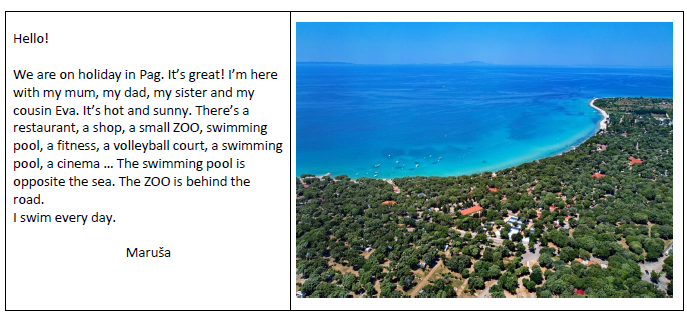 Hello!
We are on holiday in Pag. It's great! I'm here
with my mum, my dad, my sister and my
cousin Eva. It's hot and sunny. There's a
restaurant, a shop, a small ZOO, swimming
pool, a fitness, a volleyball court, a swimming
pool, a cinema … The swimming pool is
opposite the sea. The ZOO is behind the
road.
I swim every day.
Maruša